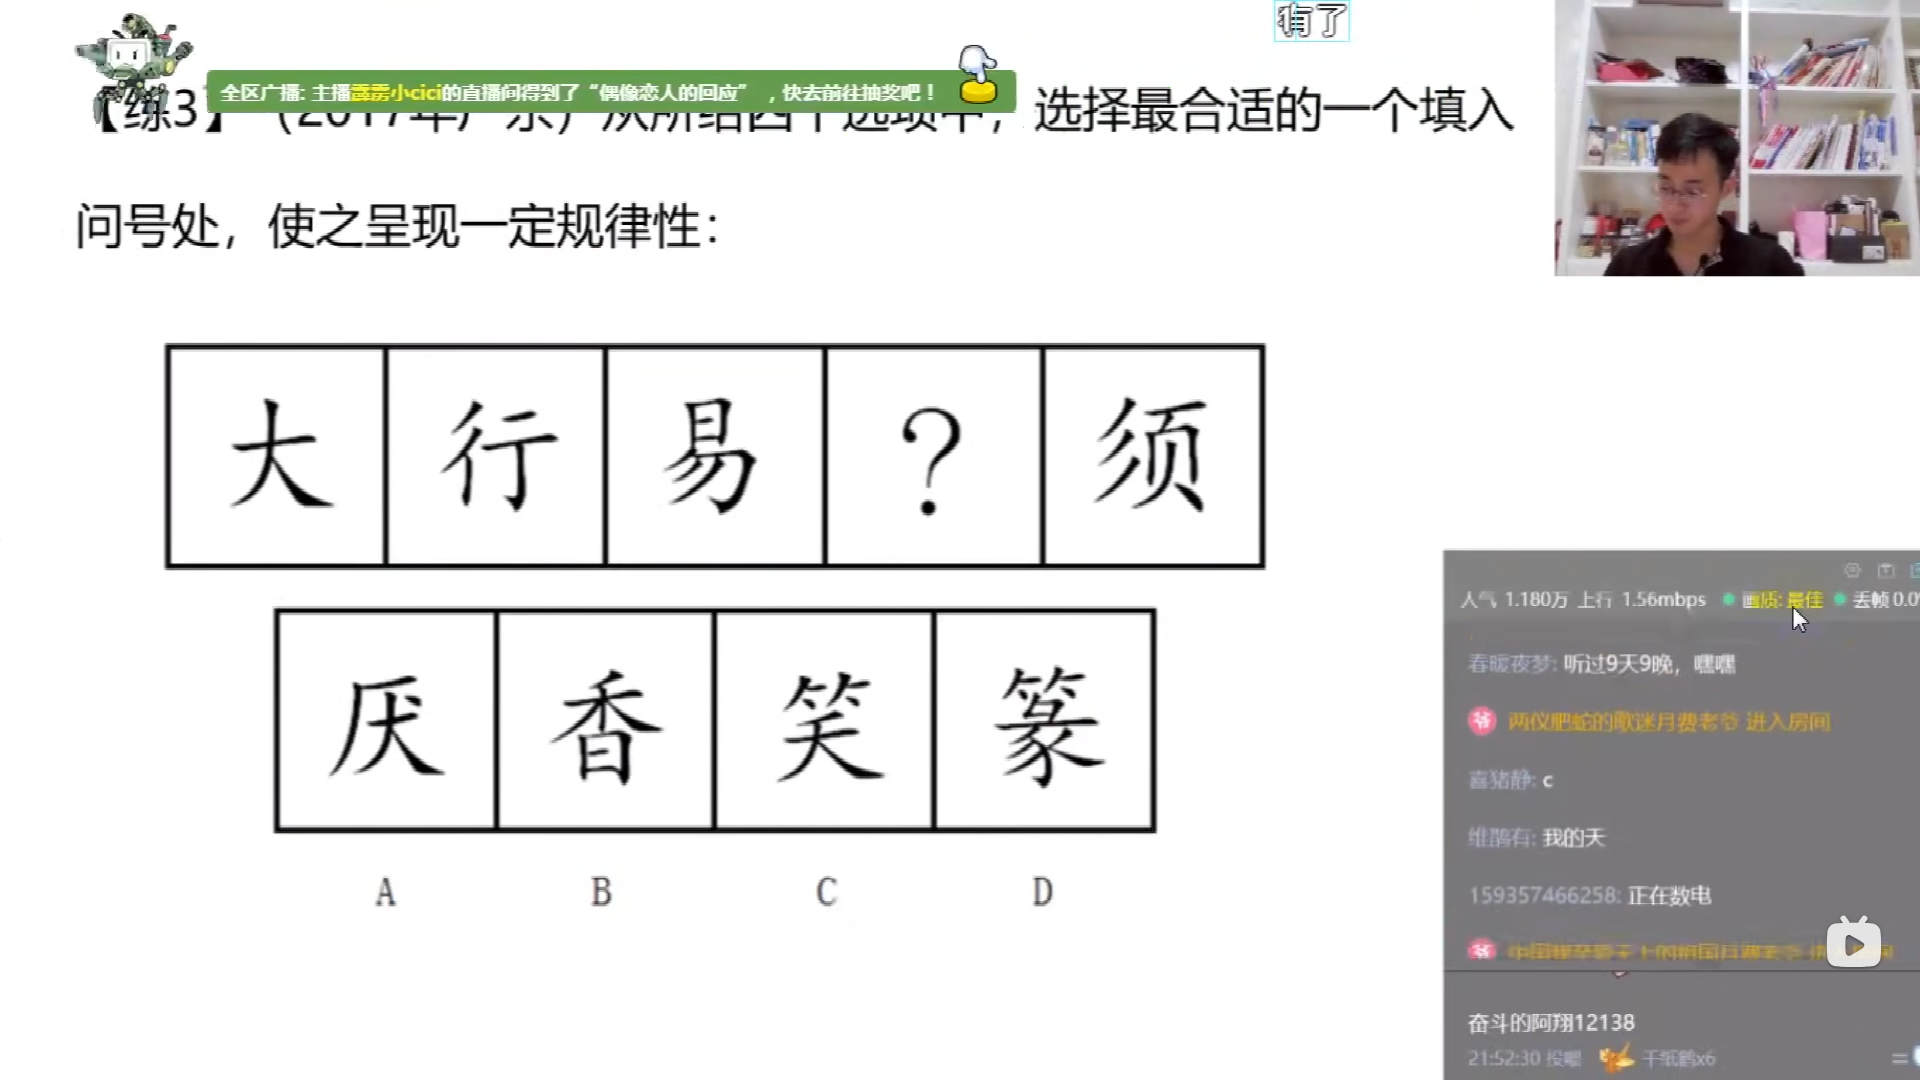 有了
全区广播: 主播霹雳小cici的直播间得到了“偶像恋人的回应”，快去前往抽奖吧！
【练3】（2017年广东）从所给四个选项中，选择最合适的一个填入
问号处，使之呈现一定规律性：
大 行 易 ? 须
厌 香 笑 篆
A B C D
人气 1.180万 上行 1.56mbps 画质: 最佳 丢帧 0.0
春暖夜梦: 听过9天9晚，嘿嘿
爷 两仪肥蛇的歌迷月费老爷 进入房间
喜猪静: c
维鹊有: 我的天
159357466258: 正在数电
奋斗的阿翔12138
21:52:30 投喂 千纸鹤x6